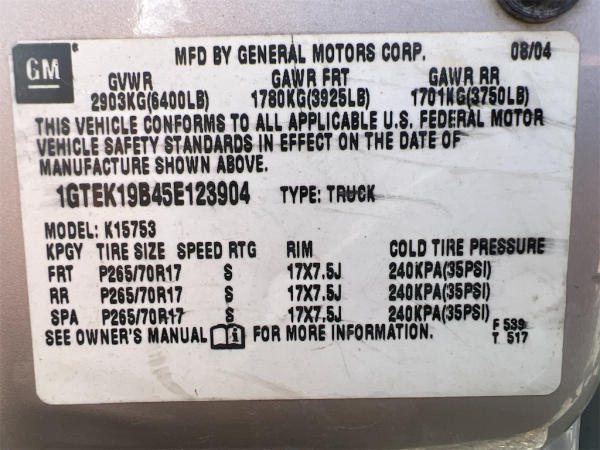 GM
MFD BY GENERAL MOTORS CORP. 08/04
GVWR GAWR FRT GAWR RR
2903KG(6400LB) 1780KG(3925LB) 1701KG(3750LB)
THIS VEHICLE CONFORMS TO ALL APPLICABLE U.S. FEDERAL MOTOR
VEHICLE SAFETY STANDARDS IN EFFECT ON THE DATE OF
MANUFACTURE SHOWN ABOVE.
1GTEK19B45E123904 TYPE: TRUCK
MODEL: K15753
KPGY TIRE SIZE SPEED RTG RIM COLD TIRE PRESSURE
FRT P265/70R17 S 17X7.5J 240KPA(35PSI)
RR P265/70R17 S 17X7.5J 240KPA(35PSI)
SPA P265/70R17 S 17X7.5J 240KPA(35PSI)
SEE OWNER'S MANUAL FOR MORE INFORMATION. F 539
T 517